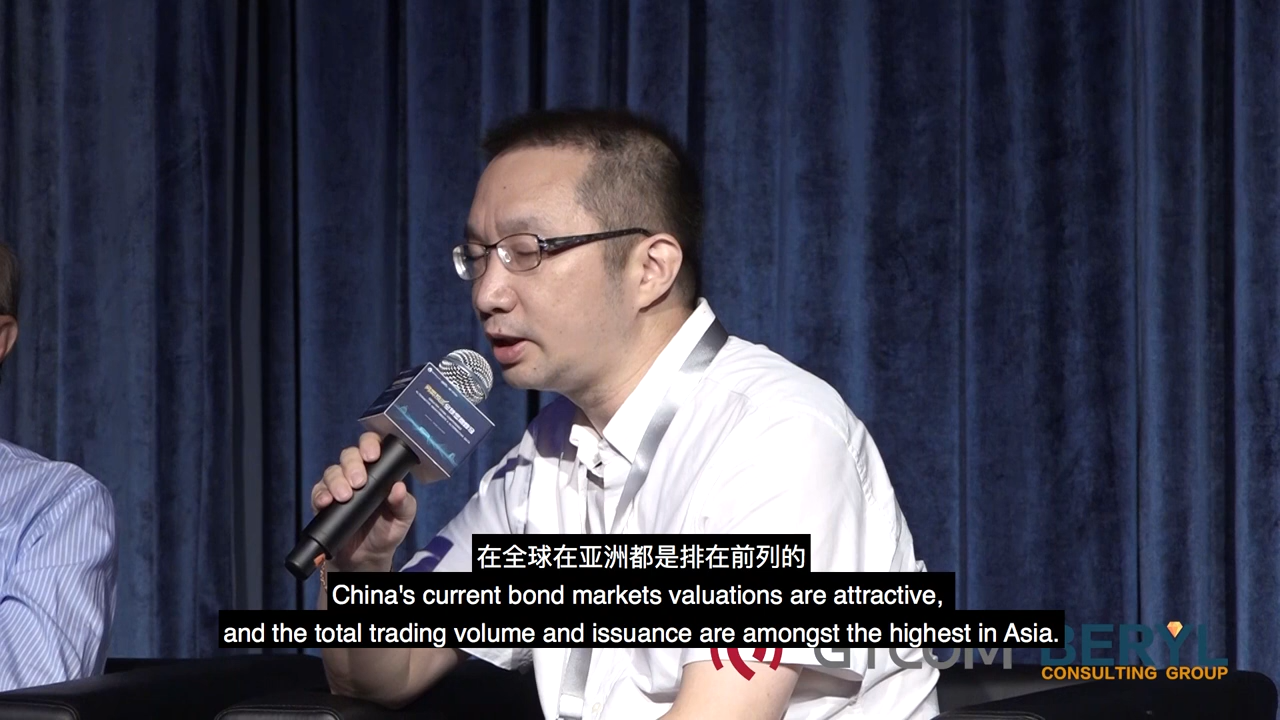 在全球在亚洲都是排在前列的
China's current bond markets valuations are attractive,
and the total trading volume and issuance are amongst the highest in Asia.
GTCOM
BERYL
CONSULTING GROUP